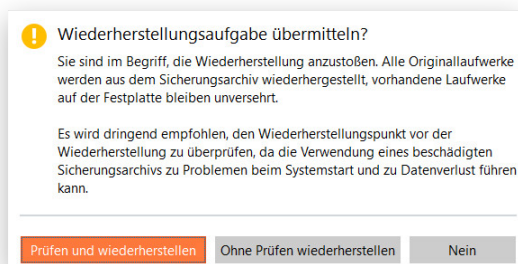 Wiederherstellungsaufgabe übermitteln?
Sie sind im Begriff, die Wiederherstellung anzustoßen. Alle Originallaufwerke
werden aus dem Sicherungsarchiv wiederhergestellt, vorhandene Laufwerke
auf der Festplatte bleiben unversehrt.
Es wird dringend empfohlen, den Wiederherstellungspunkt vor der
Wiederherstellung zu überprüfen, da die Verwendung eines beschädigten
Sicherungsarchivs zu Problemen beim Systemstart und zu Datenverlust führen
kann.
Prüfen und wiederherstellen Ohne Prüfen wiederherstellen Nein